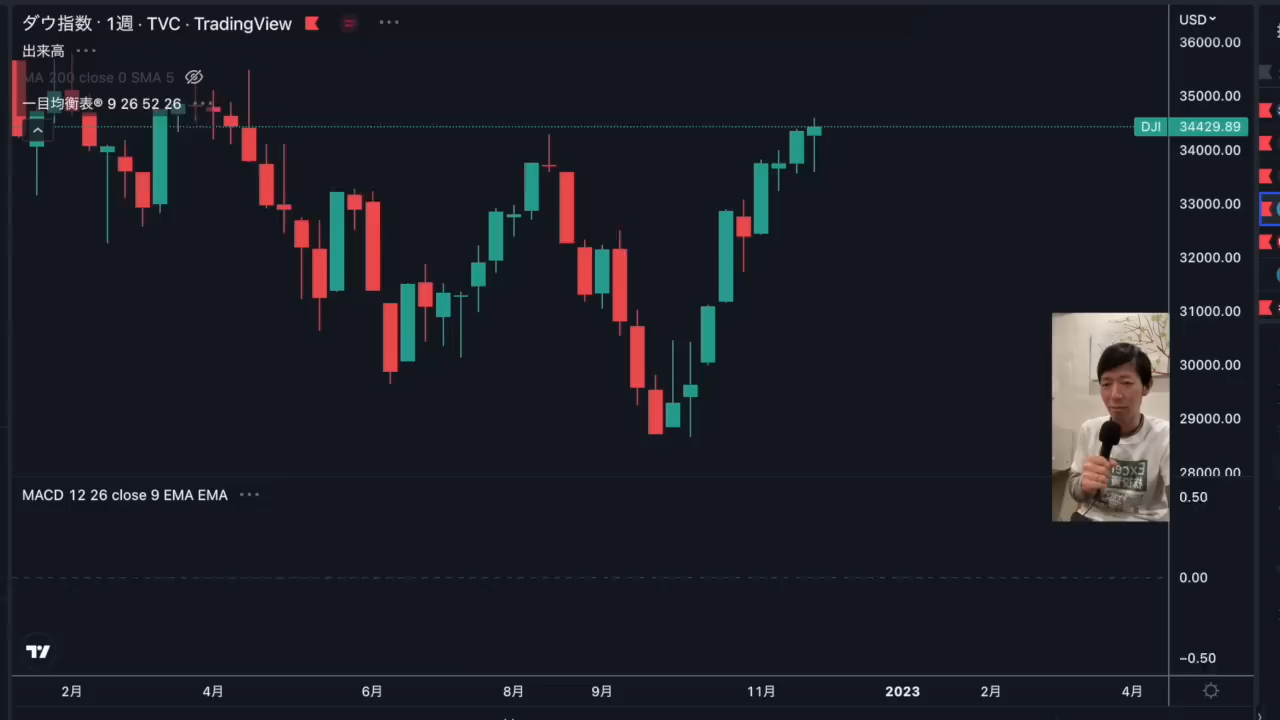 ダウ指数 · 1週 · TVC · TradingView
出来高
MA 200 close 0 SMA 5
一目均衡表® 9 26 52 26
USD
36000.00
35000.00
DJI 34429.89
34000.00
33000.00
32000.00
31000.00
30000.00
29000.00
28000.00
MACD 12 26 close 9 EMA EMA
0.50
0.00
−0.50
2月 4月 6月 8月 9月 11月 2023 2月 4月